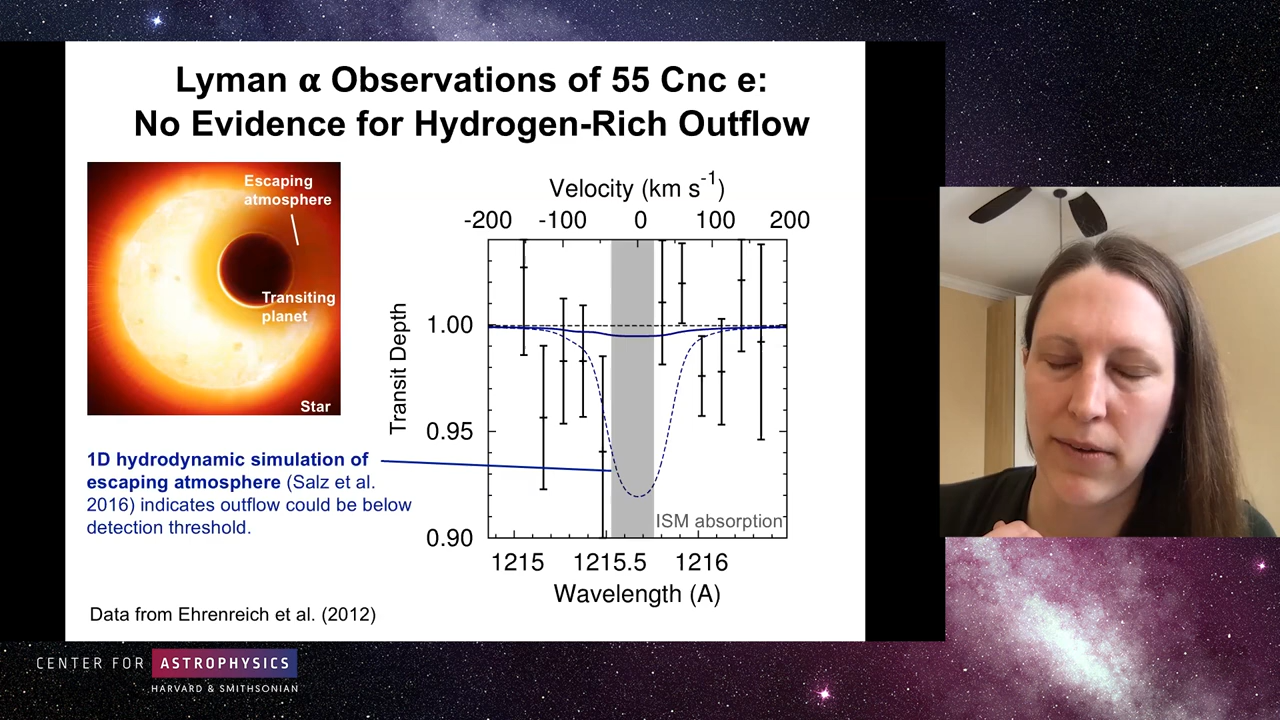 Lyman α Observations of 55 Cnc e:
No Evidence for Hydrogen-Rich Outflow
Escaping
atmosphere
Transiting
planet
Star
1D hydrodynamic simulation of
escaping atmosphere (Salz et al.
2016) indicates outflow could be below
detection threshold.
Data from Ehrenreich et al. (2012)
Velocity (km s-1)
-200 -100 0 100 200
Transit Depth
1.00
0.95
0.90
ISM absorption
1215 1215.5 1216
Wavelength (A)
CENTER FOR ASTROPHYSICS
HARVARD & SMITHSONIAN